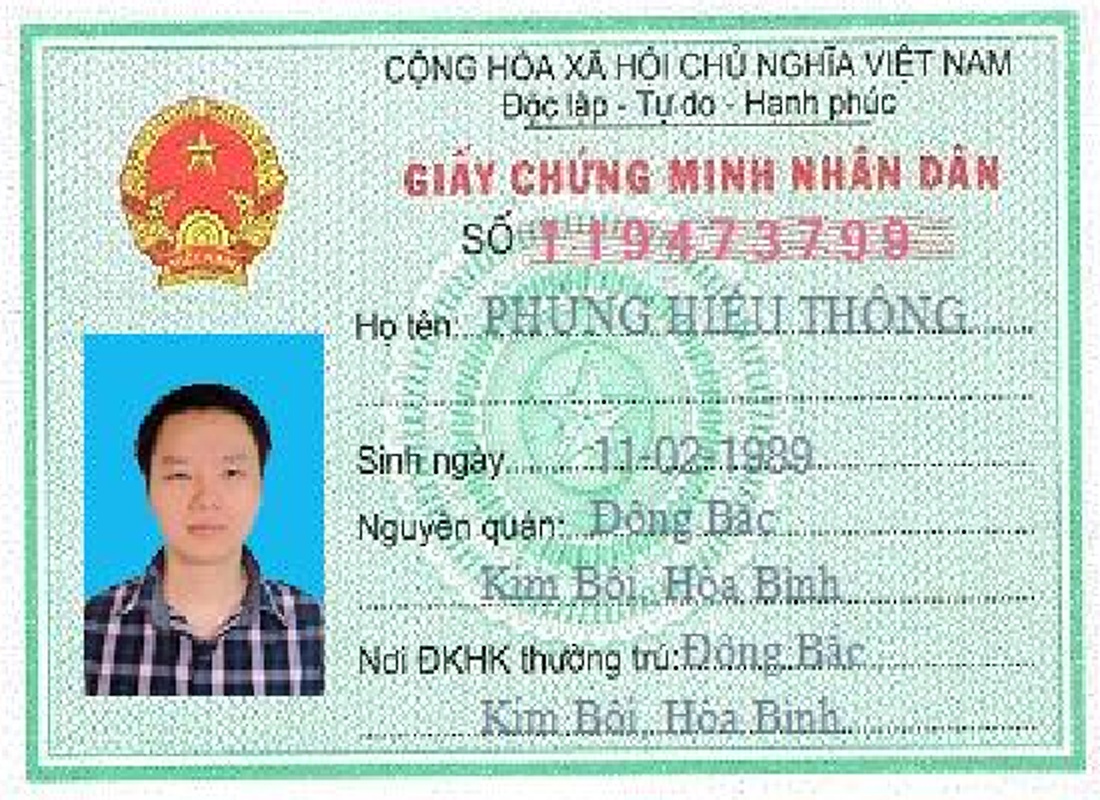 CỘNG HÒA XÃ HỘI CHỦ NGHĨA VIỆT NAM
Độc lập - Tự do - Hạnh phúc
GIẤY CHỨNG MINH NHÂN DÂN
SỐ 119473799
Họ tên: PHÙNG HIẾU THÔNG
Sinh ngày 11-02-1989
Nguyên quán: Đông Bắc
Kim Bôi, Hòa Bình
Nơi ĐKHK thường trú: Đông Bắc,
Kim Bôi, Hòa Bình